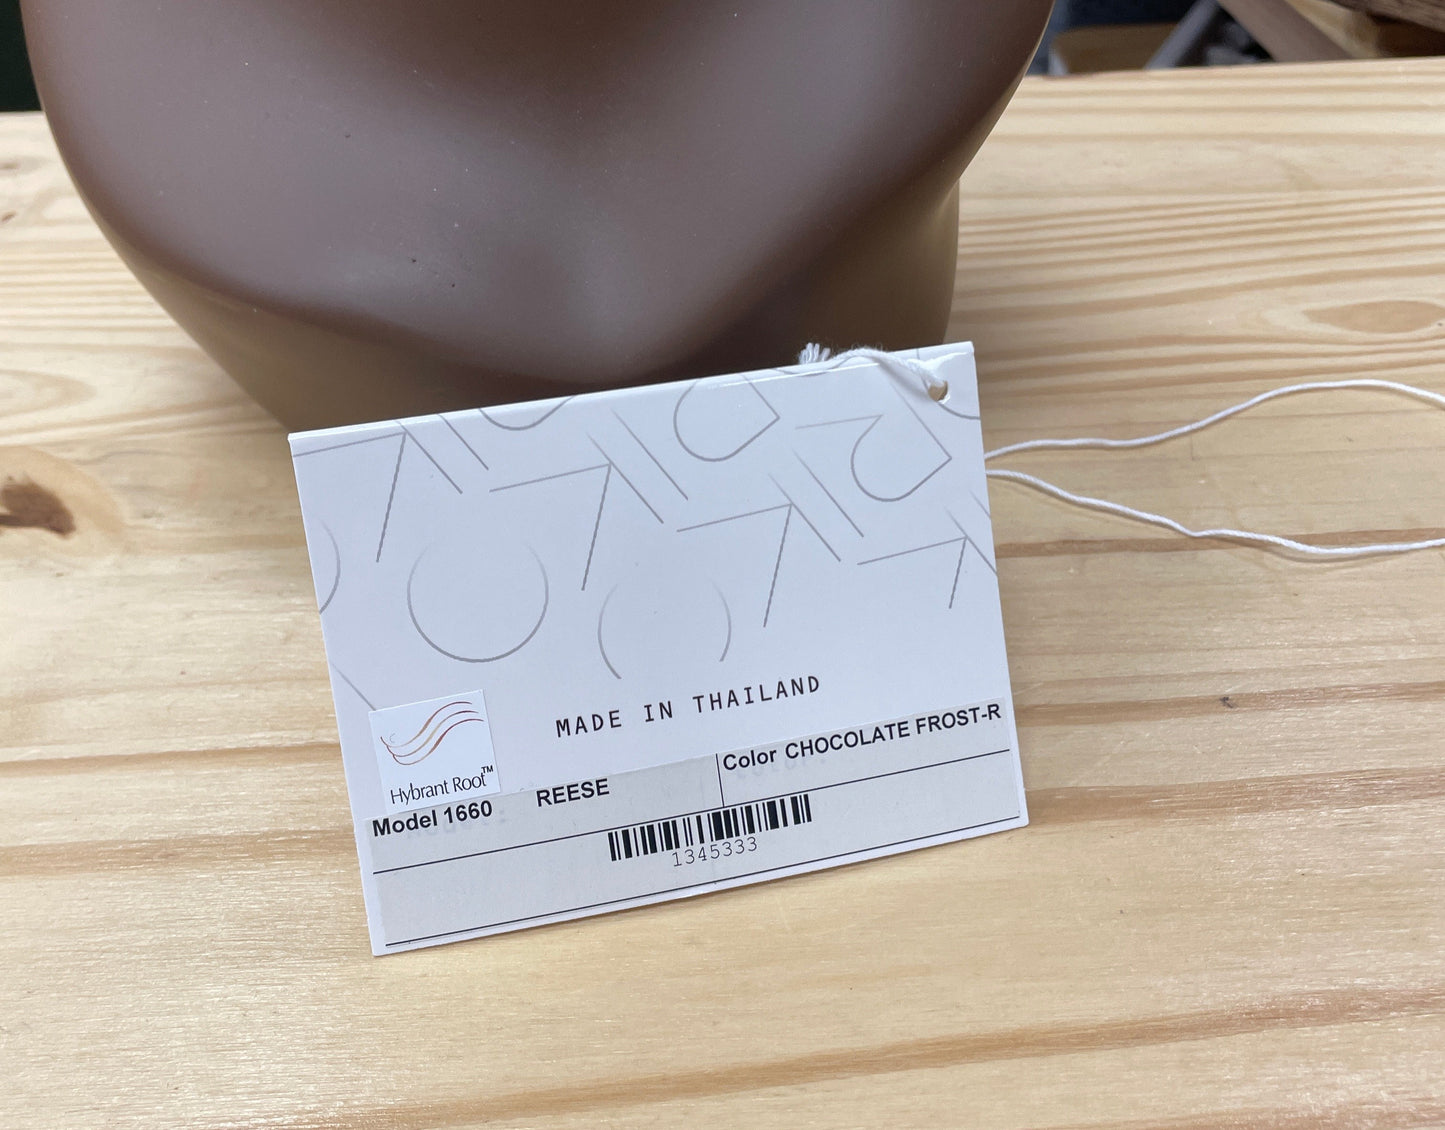 MADE IN THAILAND
Hybrant Root™
Model 1660 REESE Color CHOCOLATE FROST-R
1345333